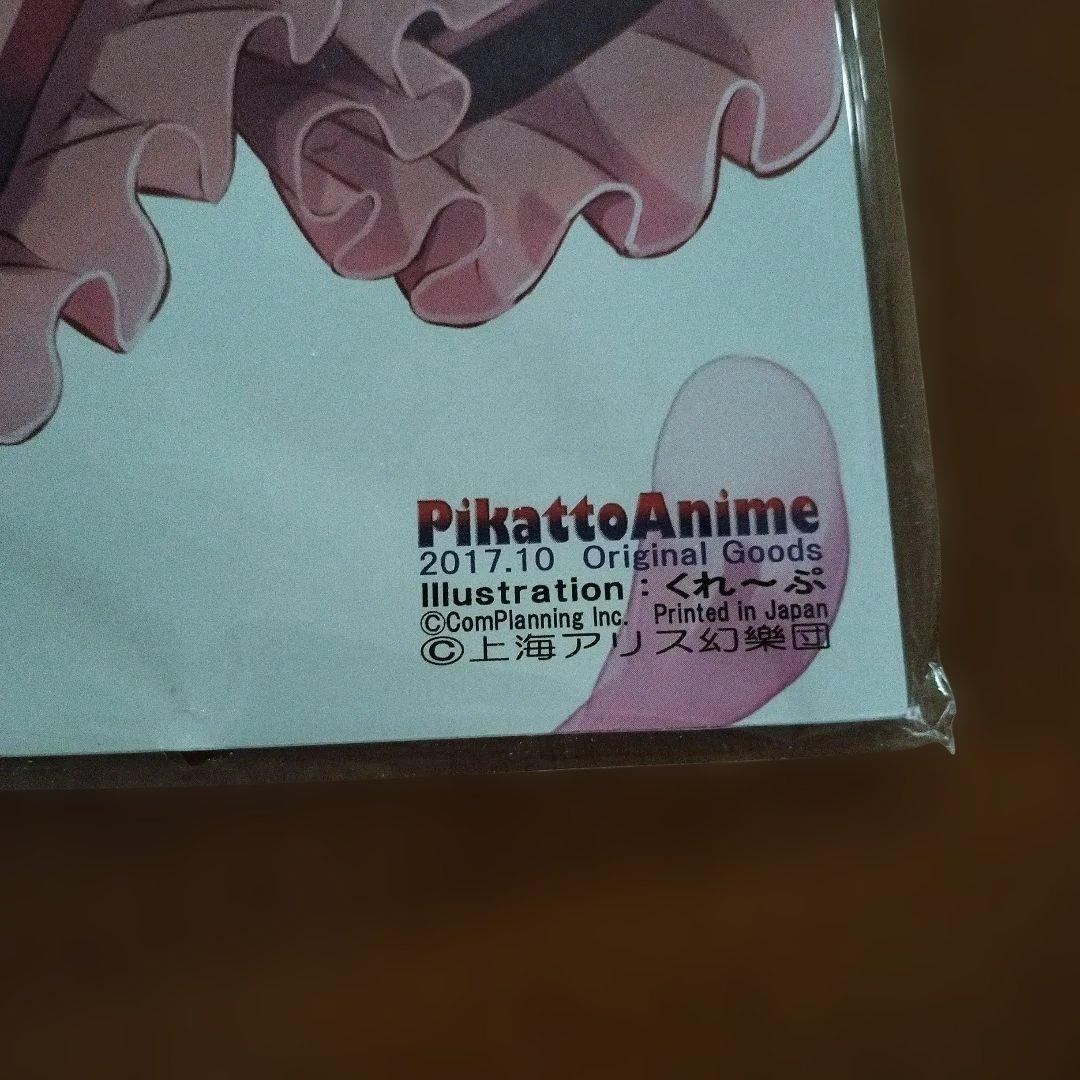 PikattoAnime
2017.10 Original Goods
Illustration：くれ〜ぷ
©ComPlanning Inc. Printed in Japan
©上海アリス幻樂団